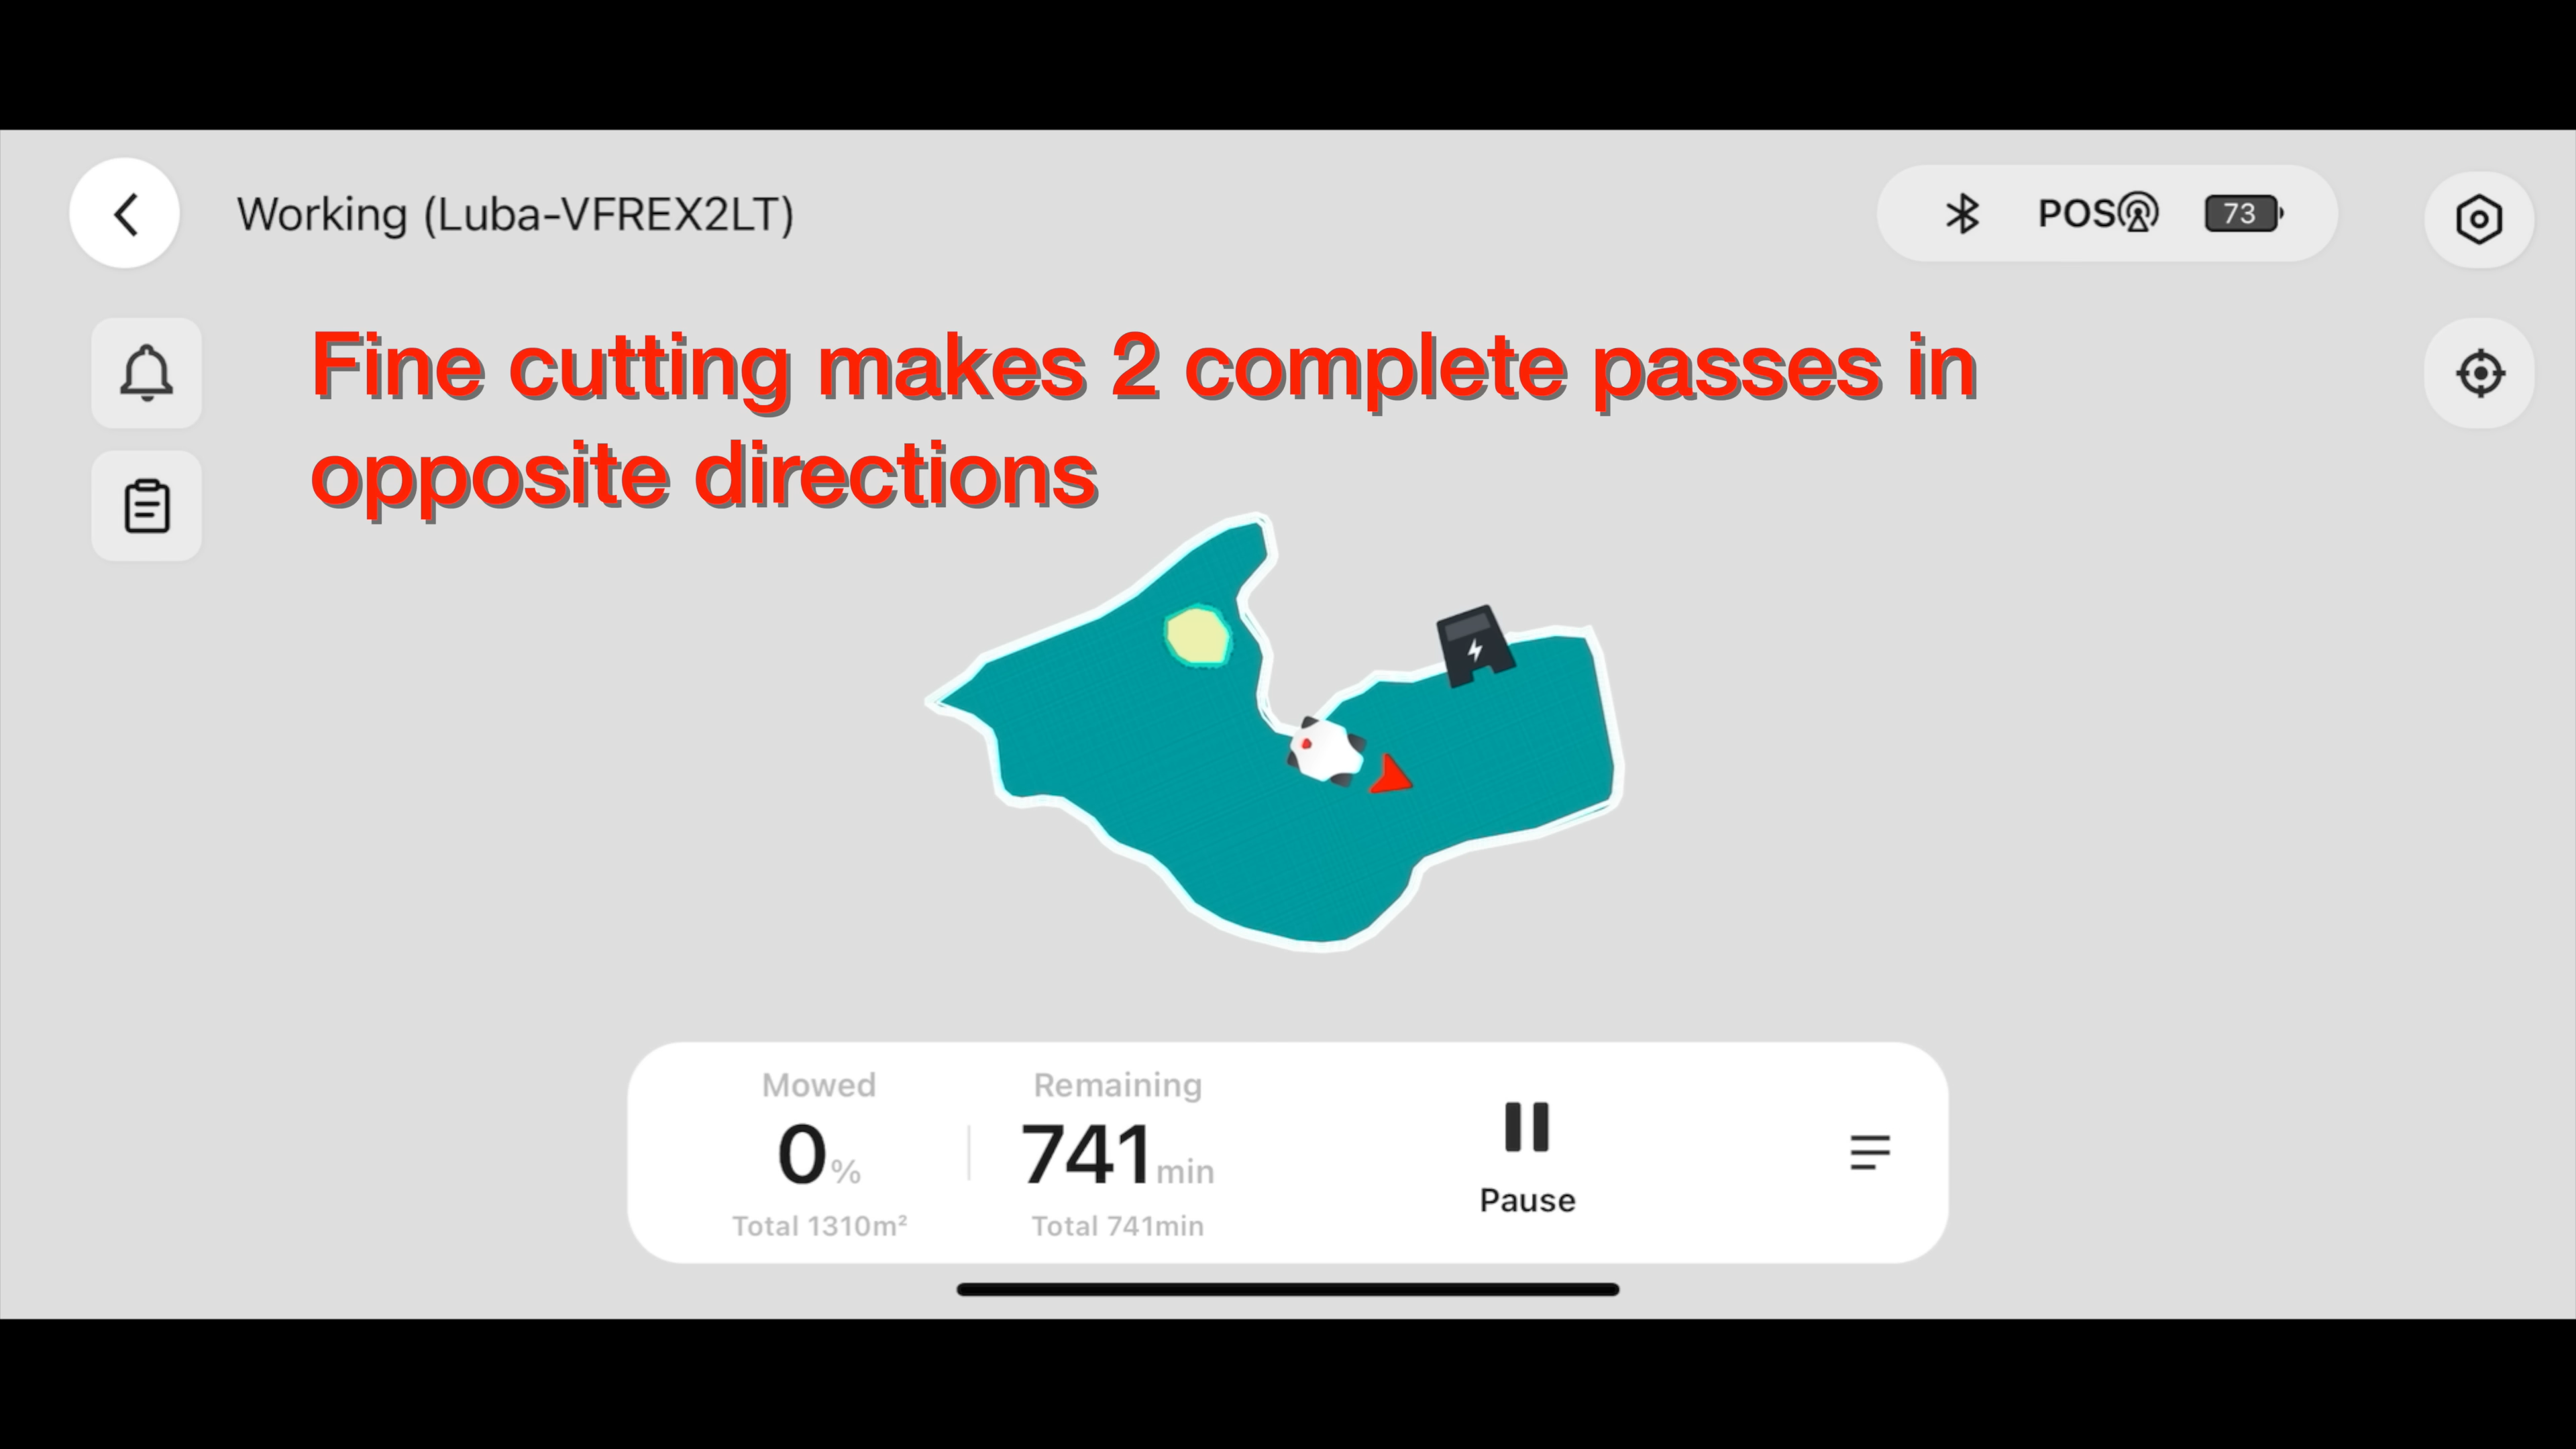 Working (Luba-VFREX2LT)
POS
73
Fine cutting makes 2 complete passes in
opposite directions
Mowed
0%
Total 1310m²
Remaining
741min
Total 741min
Pause